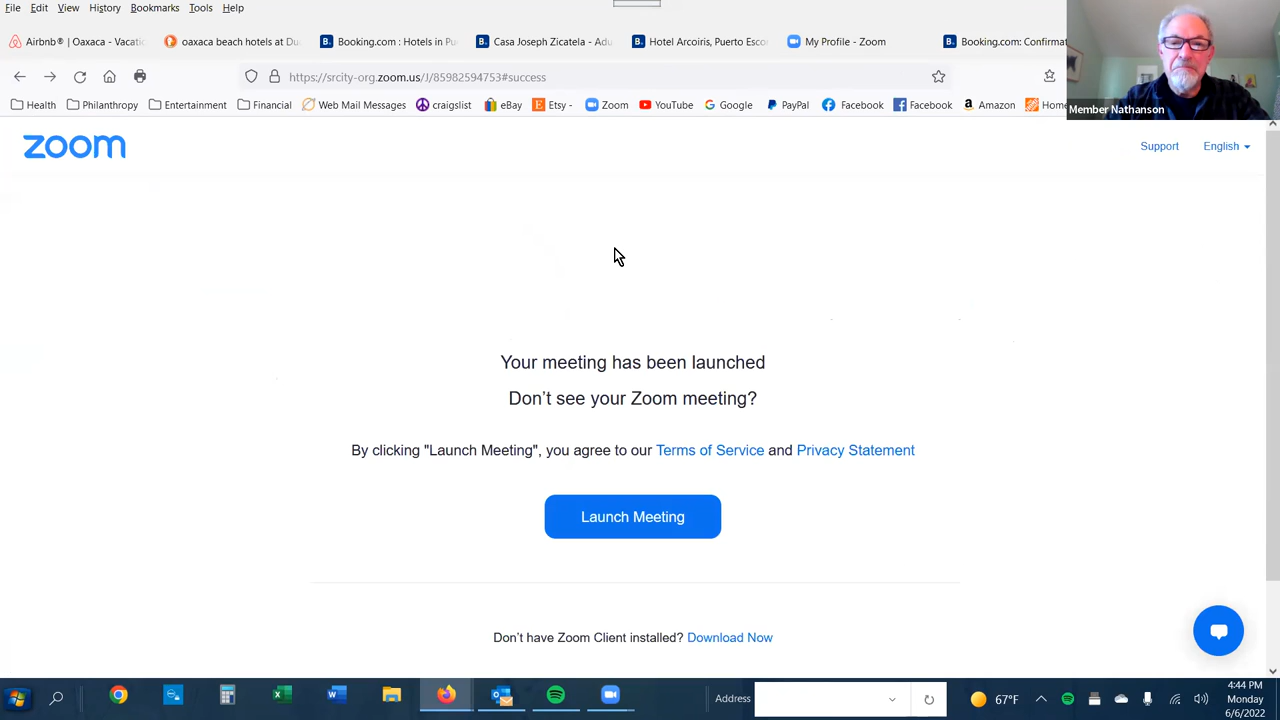 File Edit View History Bookmarks Tools Help
Airbnb® | Oaxaca - Vacati oaxaca beach hotels at Du Booking.com : Hotels in Pu Casa Joseph Zicatela - Adu Hotel Arcoiris, Puerto Esco My Profile - Zoom Booking.com: Confirmat
https://srcity-org.zoom.us/J/85982594753#success
Health Philanthropy Entertainment Financial Web Mail Messages craigslist eBay Etsy - Zoom YouTube Google PayPal Facebook Facebook Amazon Hom
Member Nathanson
zoom
Support English
Your meeting has been launched
Don't see your Zoom meeting?
By clicking "Launch Meeting", you agree to our Terms of Service and Privacy Statement
Launch Meeting
Don't have Zoom Client installed? Download Now
Address
67°F
4:44 PM
Monday
6/6/2022